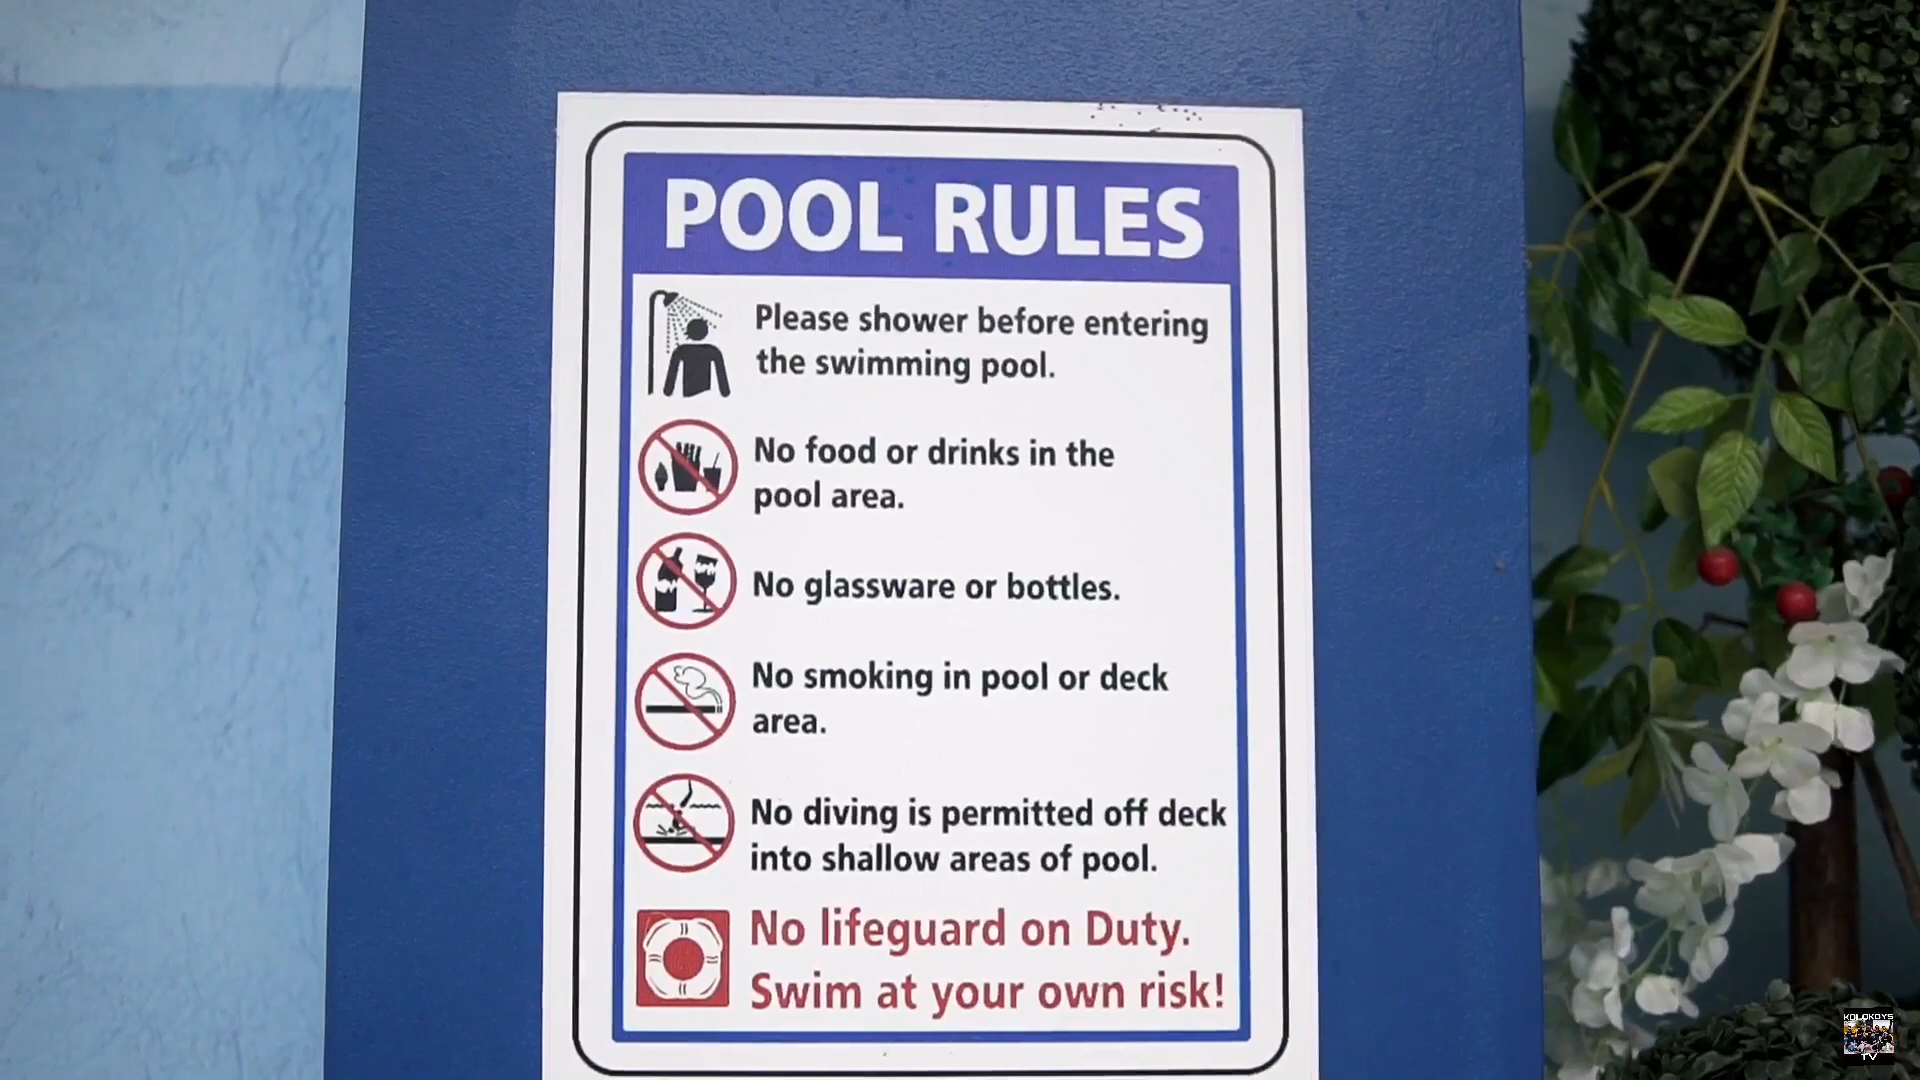 POOL RULES
Please shower before entering
the swimming pool.
No food or drinks in the
pool area.
No glassware or bottles.
No smoking in pool or deck
area.
No diving is permitted off deck
into shallow areas of pool.
No lifeguard on Duty.
Swim at your own risk!
KOLOKOYS
TV